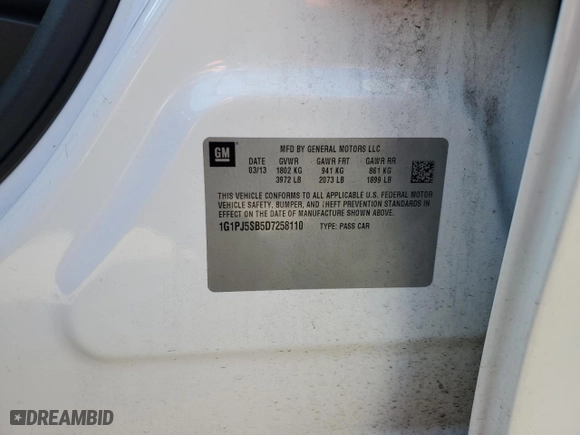 GM
MFD BY GENERAL MOTORS LLC
DATE GVWR GAWR FRT GAWR RR
03/13 1802 KG 941 KG 861 KG
3972 LB 2073 LB 1899 LB
THIS VEHICLE CONFORMS TO ALL APPLICABLE U.S. FEDERAL MOTOR
VEHICLE SAFETY, BUMPER, AND THEFT PREVENTION STANDARDS
IN EFFECT ON THE DATE OF MANUFACTURE SHOWN ABOVE.
1G1PJ5SB5D7258110 TYPE: PASS CAR
DREAMBID